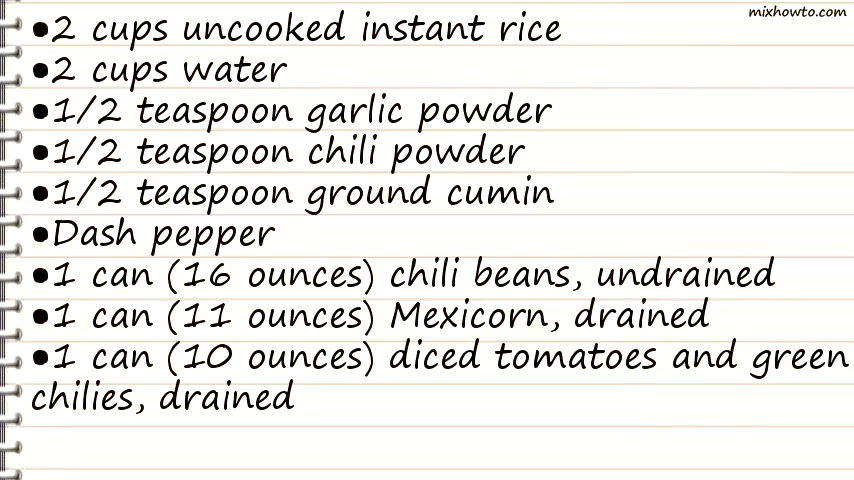 mixhowto.com
•2 cups uncooked instant rice
•2 cups water
•1/2 teaspoon garlic powder
•1/2 teaspoon chili powder
•1/2 teaspoon ground cumin
•Dash pepper
•1 can (16 ounces) chili beans, undrained
•1 can (11 ounces) Mexicorn, drained
•1 can (10 ounces) diced tomatoes and green
chilies, drained